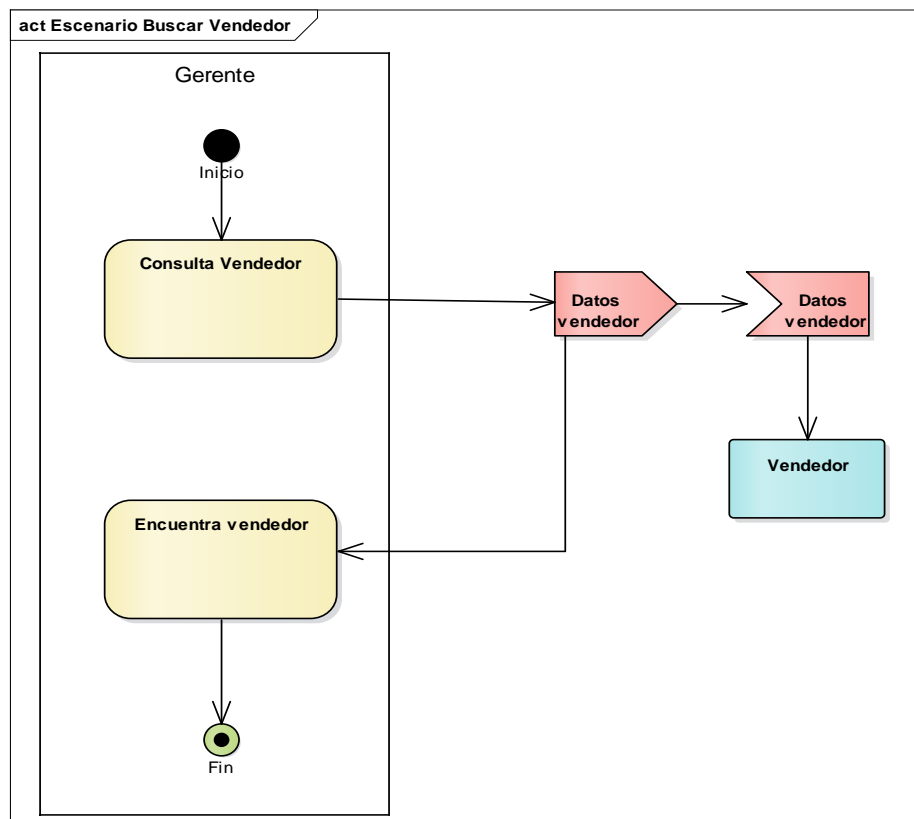 act Escenario Buscar Vendedor
Gerente
Inicio
Consulta Vendedor
Datos
vendedor
Datos
vendedor
Vendedor
Encuentra vendedor
Fin